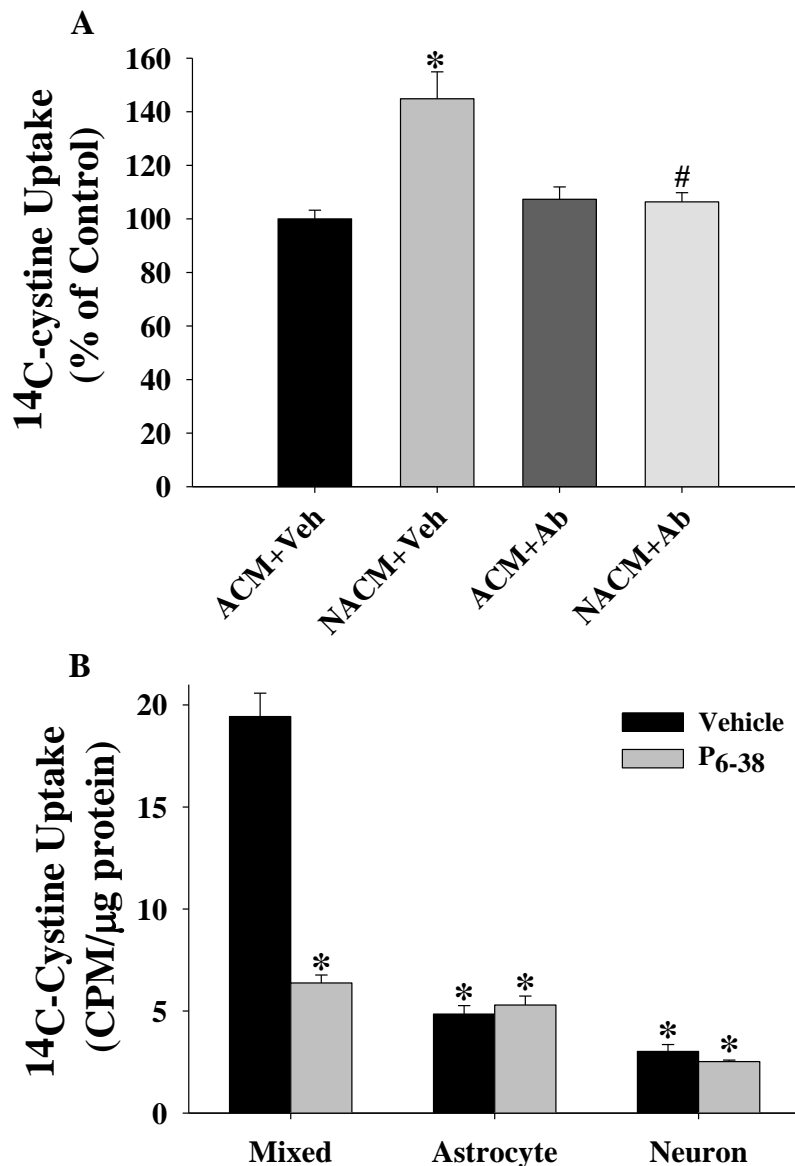 A
14C-cystine Uptake
(% of Control)
160
140
120
100
80
60
40
20
0
*
#
ACM+Veh
NACM+Veh
ACM+Ab
NACM+Ab
B
14C-Cystine Uptake
(CPM/μg protein)
20
15
10
5
0
Vehicle
P6-38
*
* *
* *
Mixed Astrocyte Neuron